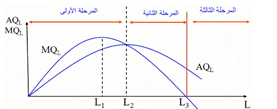 المرحلة الأولى
المرحلة الثانية
المرحلة الثالثة
AQL
MQL
MQL
AQL
L1
L2
L3
L